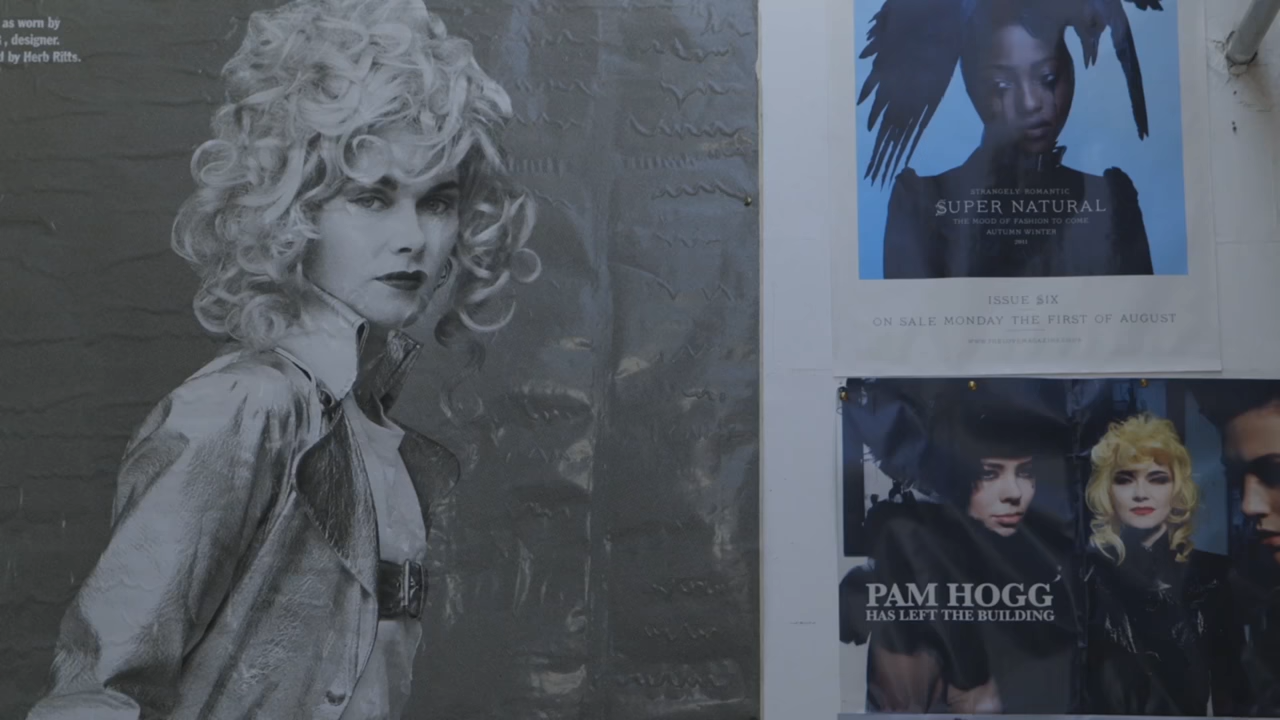 as worn by
, designer.
d by Herb Ritts.
STRANGELY ROMANTIC
SUPER NATURAL
THE MOOD OF FASHION TO COME
AUTUMN WINTER
2011
ISSUE SIX
ON SALE MONDAY THE FIRST OF AUGUST
PAM HOGG
HAS LEFT THE BUILDING